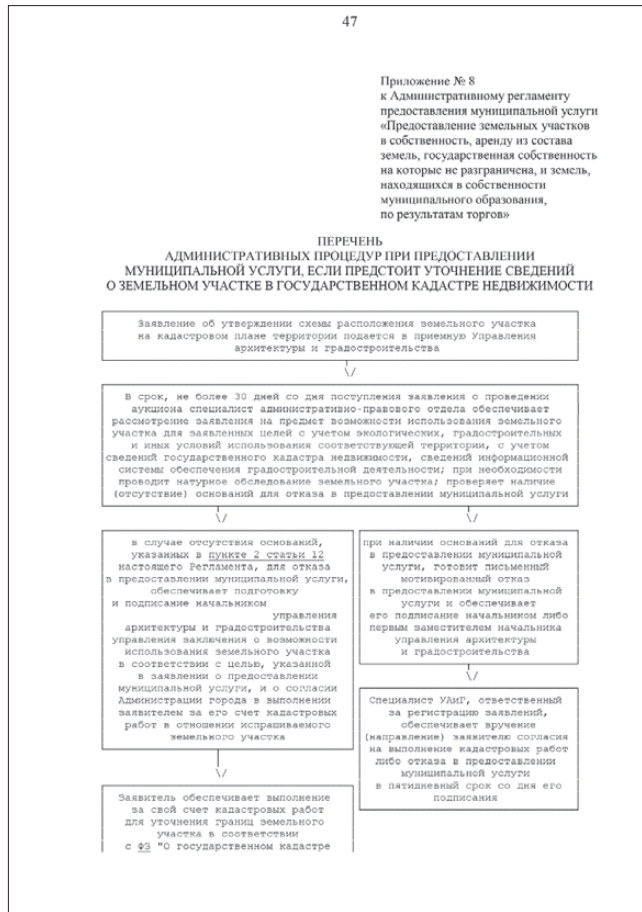 47
Приложение № 8
к Административному регламенту
предоставления муниципальной услуги
«Предоставление земельных участков
в собственность, аренду из состава
земель, государственная собственность
на которые не разграничена, и земель,
находящихся в собственности
муниципального образования,
по результатам торгов»
ПЕРЕЧЕНЬ
АДМИНИСТРАТИВНЫХ ПРОЦЕДУР ПРИ ПРЕДОСТАВЛЕНИИ
МУНИЦИПАЛЬНОЙ УСЛУГИ, ЕСЛИ ПРЕДСТОИТ УТОЧНЕНИЕ СВЕДЕНИЙ
О ЗЕМЕЛЬНОМ УЧАСТКЕ В ГОСУДАРСТВЕННОМ КАДАСТРЕ НЕДВИЖИМОСТИ
Заявление об утверждении схемы расположения земельного участка
на кадастровом плане территории подается в приемную Управления
архитектуры и градостроительства
\/
В срок, не более 30 дней со дня поступления заявления о проведении
аукциона специалист административно-правового отдела обеспечивает
рассмотрение заявления на предмет возможности использования земельного
участка для заявленных целей с учетом экологических, градостроительных
и иных условий использования соответствующей территории, с учетом
сведений государственного кадастра недвижимости, сведений информационной
системы обеспечения градостроительной деятельности; при необходимости
проводит натурное обследование земельного участка; проверяет наличие
(отсутствие) оснований для отказа в предоставлении муниципальной услуги
\/
\/
в случае отсутствия оснований,
указанных в пункте 2 статьи 12
настоящего Регламента, для отказа
в предоставлении муниципальной услуги,
обеспечивает подготовку
и подписание начальником
управления
архитектуры и градостроительства
управления заключения о возможности
использования земельного участка
в соответствии с целью, указанной
в заявлении о предоставлении
муниципальной услуги, и о согласии
Администрации города в выполнении
заявителем за его счет кадастровых
работ в отношении испрашиваемого
земельного участка
\/
Заявитель обеспечивает выполнение
за свой счет кадастровых работ
для уточнения границ земельного
участка в соответствии
с ФЗ "О государственном кадастре
при наличии оснований для отказа
в предоставлении муниципальной
услуги, готовит письменный
мотивированный отказ
в предоставлении муниципальной
услуги и обеспечивает
его подписание начальником либо
первым заместителем начальника
управления архитектуры
и градостроительства
\/
Специалист УАиГ, ответственный
за регистрацию заявлений,
обеспечивает вручение
(направление) заявителю согласия
на выполнение кадастровых работ
либо отказа в предоставлении
муниципальной услуги
в пятидневный срок со дня его
подписания